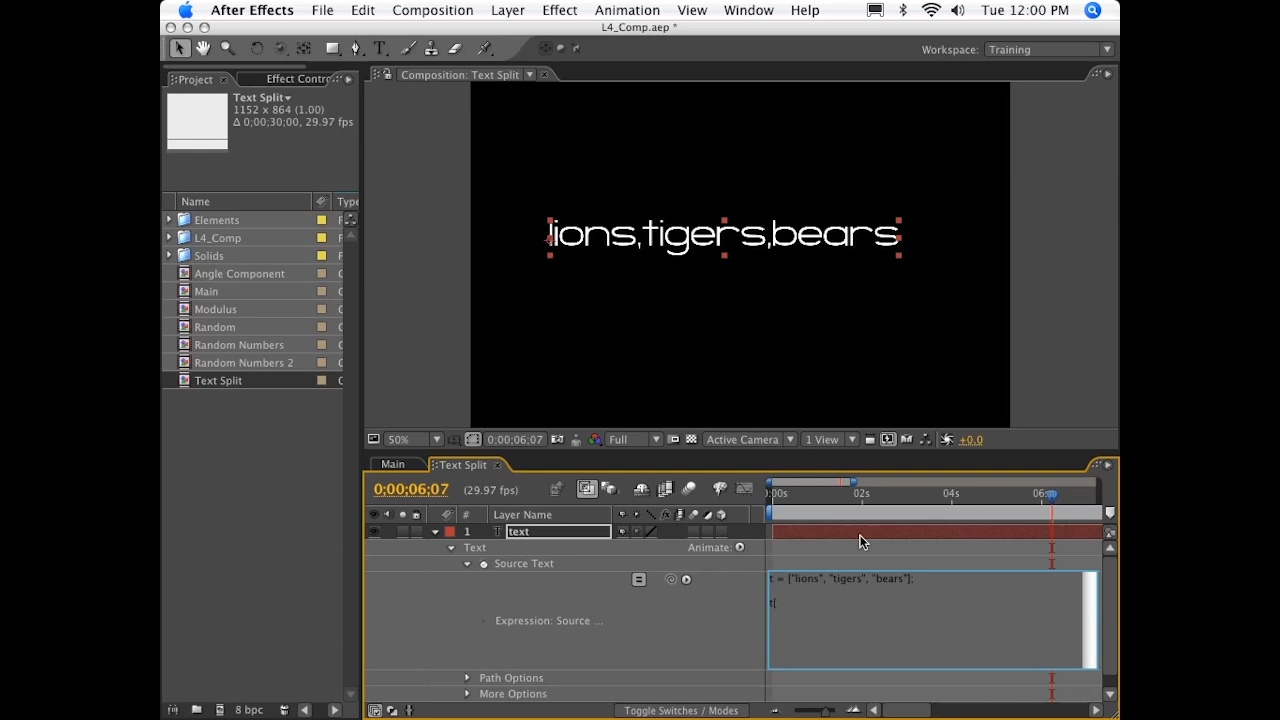 After Effects File Edit Composition Layer Effect Animation View Window Help Tue 12:00 PM
L4_Comp.aep *
Workspace: Training
Project Effect Contro
Composition: Text Split
Text Split
1152 x 864 (1.00)
Δ 0;00;30;00, 29.97 fps
Name Type
Elements F
L4_Comp F
Solids F
Angle Component C
Main C
Modulus C
Random C
Random Numbers C
Random Numbers 2 C
Text Split C
lions,tigers,bears
50% 0;00;06;07 Full Active Camera 1 View +0.0
Main Text Split
0;00;06;07 (29.97 fps)
):00s 02s 04s 06:
# Layer Name
1 T text
Text Animate:
Source Text
t = ["lions", "tigers", "bears"];
t[
Expression: Source ...
Path Options
More Options
8 bpc
Toggle Switches / Modes